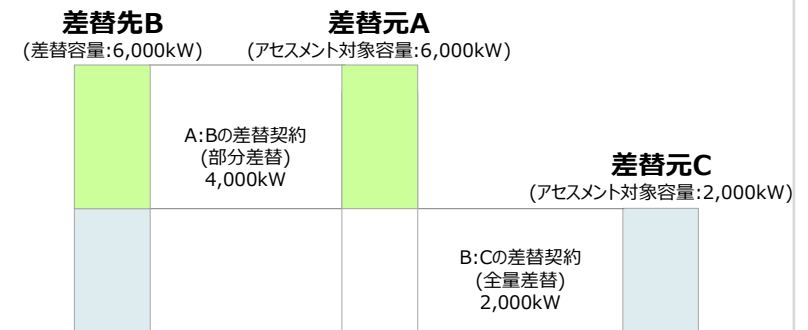 差替先B
(差替容量:6,000kW)
差替元A
(アセスメント対象容量:6,000kW)
A:Bの差替契約
(部分差替)
4,000kW
差替元C
(アセスメント対象容量:2,000kW)
B:Cの差替契約
(全量差替)
2,000kW